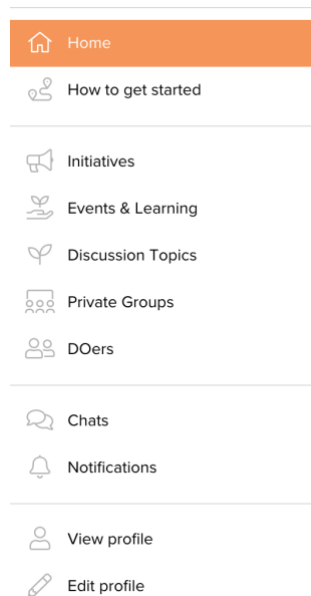 Home
How to get started
Initiatives
Events & Learning
Discussion Topics
Private Groups
DOers
Chats
Notifications
View profile
Edit profile